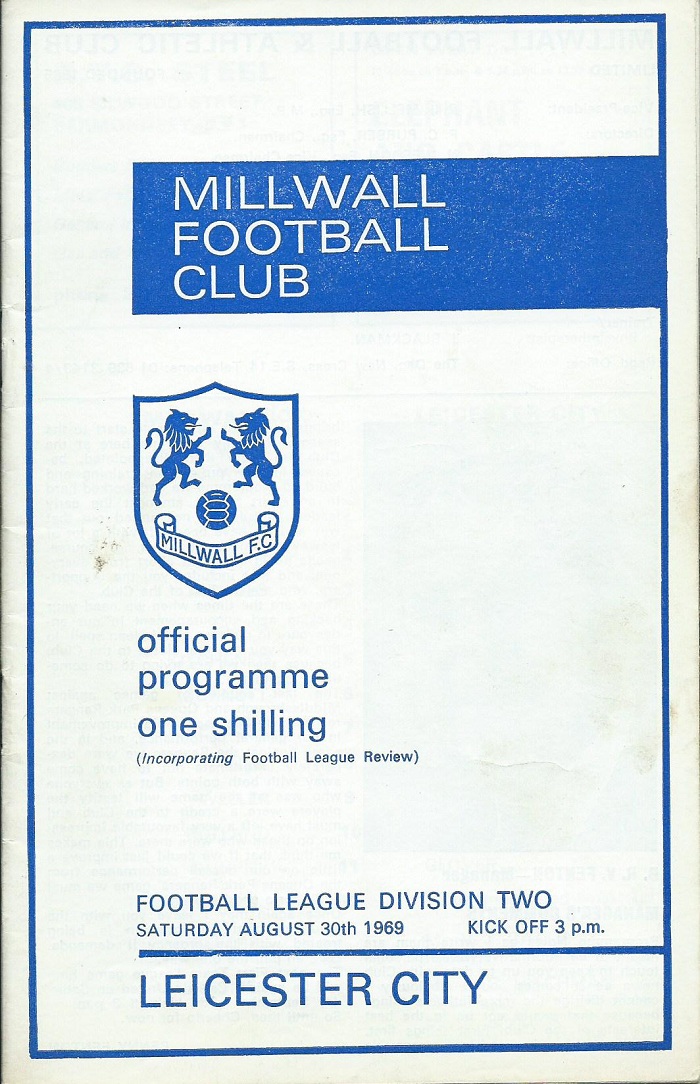 MILLWALL
FOOTBALL
CLUB
MILLWALL F.C
official
programme
one shilling
(Incorporating Football League Review)
FOOTBALL LEAGUE DIVISION TWO
SATURDAY AUGUST 30th 1969 KICK OFF 3 p.m.
LEICESTER CITY